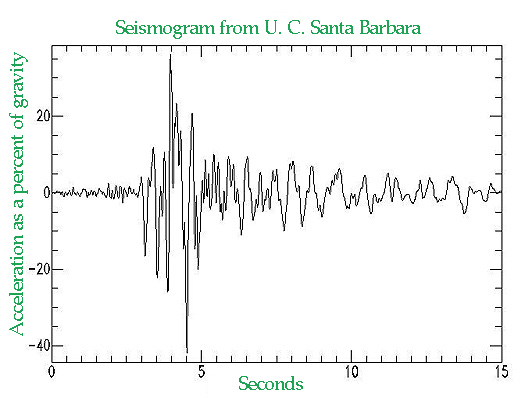 Seismogram from U. C. Santa Barbara
Acceleration as a percent of gravity
20
0
-20
-40
0
5
10
15
Seconds